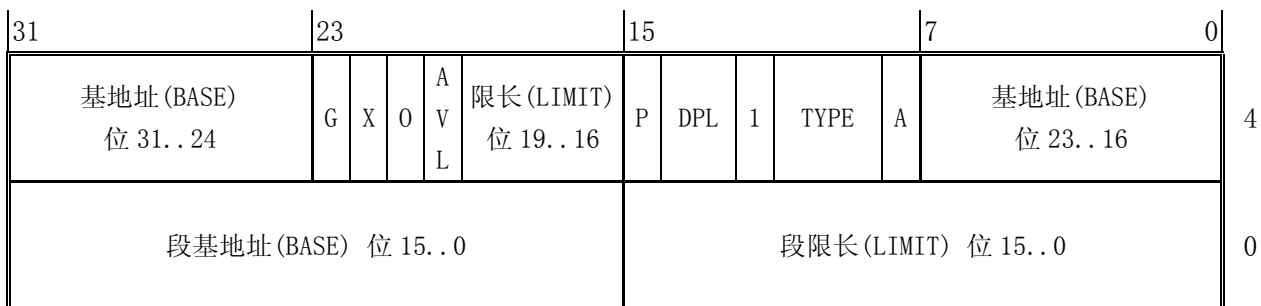 31 23 15 7 0
基地址(BASE) 位 31..24 G X O AVL 限长(LIMIT) 位 19..16 P DPL 1 TYPE A 基地址(BASE) 位 23..16 4
段基地址(BASE) 位 15..0 段限长(LIMIT) 位 15..0 0